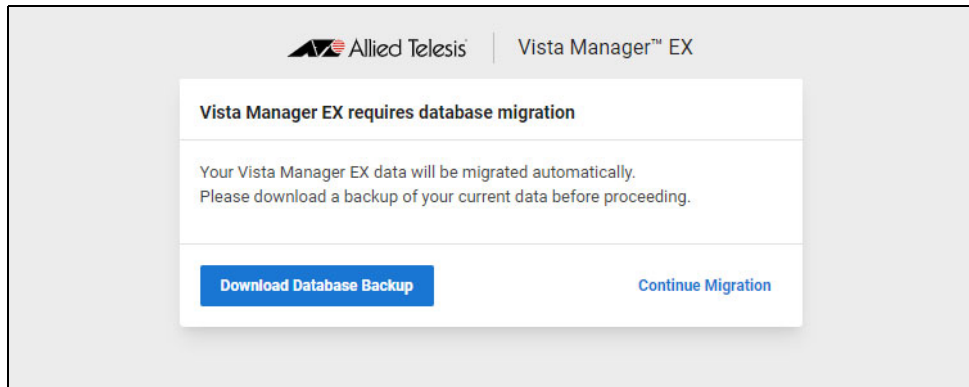 Allied Telesis Vista Manager™ EX
Vista Manager EX requires database migration
Your Vista Manager EX data will be migrated automatically.
Please download a backup of your current data before proceeding.
Download Database Backup Continue Migration